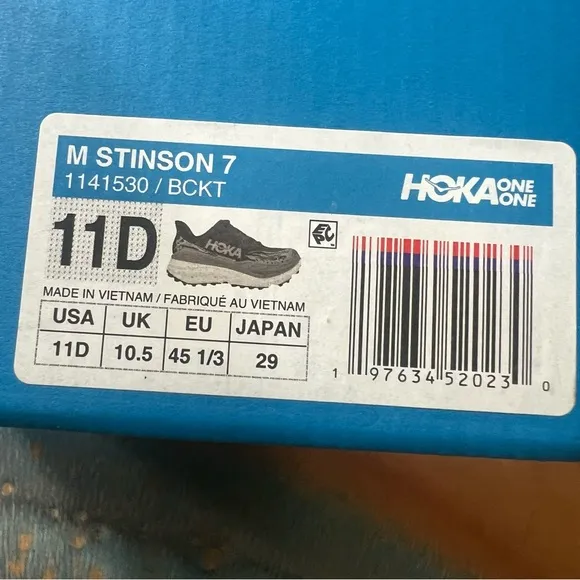 M STINSON 7
1141530 / BCKT
HOKA ONE ONE
11D
HOKA
MADE IN VIETNAM / FABRIQUÉ AU VIETNAM
USA UK EU JAPAN
11D 10.5 45 1/3 29
1 97634 52023 0